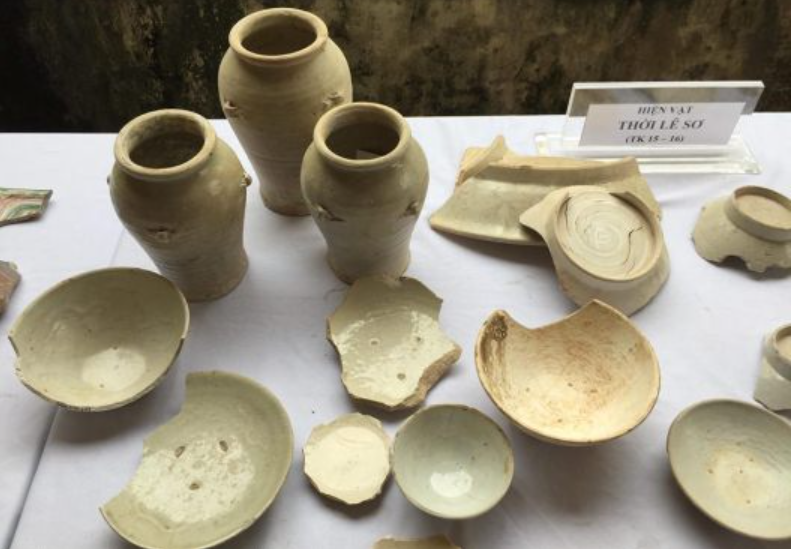 HIỆN VẬT
THỜI LÊ SƠ
(TK 15 – 16)